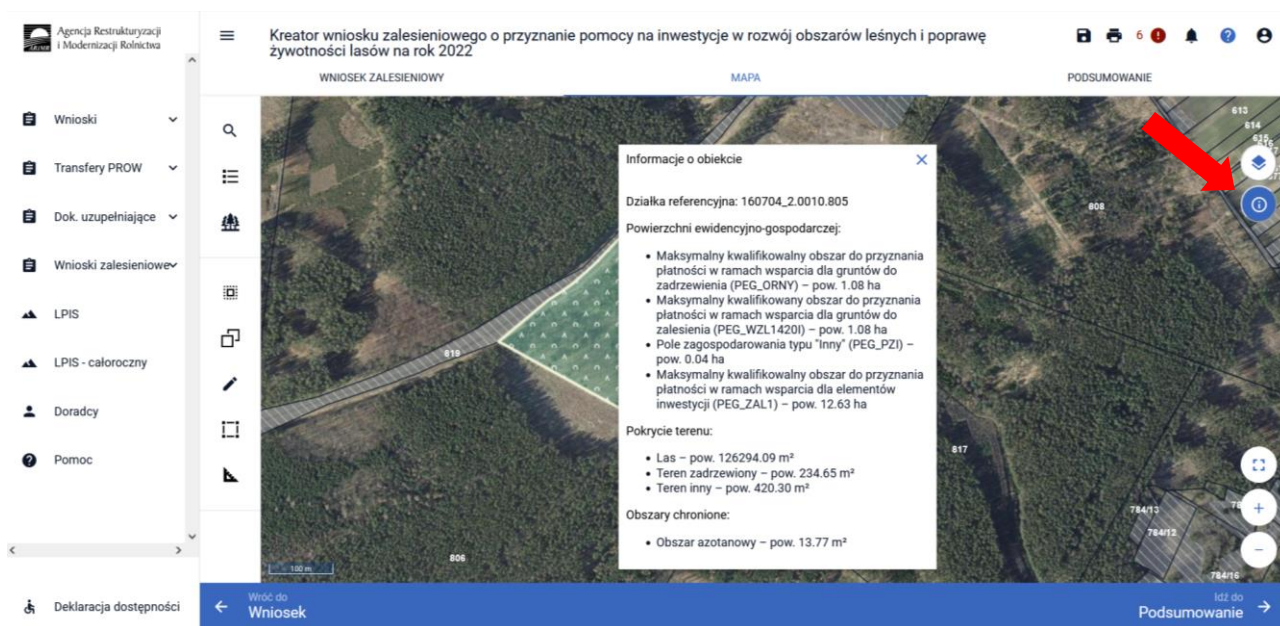 Agencja Restrukturyzacji
i Modernizacji Rolnictwa
ARiMR
Kreator wniosku zalesieniowego o przyznanie pomocy na inwestycje w rozwój obszarów leśnych i poprawę
żywotności lasów na rok 2022
6
WNIOSEK ZALESIENIOWY
MAPA
PODSUMOWANIE
Wnioski
Transfery PROW
Dok. uzupełniające
Wnioski zalesieniowe
LPIS
LPIS - całoroczny
Doradcy
Pomoc
Deklaracja dostępności
Informacje o obiekcie
Działka referencyjna: 160704_2.0010.805
Powierzchni ewidencyjno-gospodarczej:
• Maksymalny kwalifikowalny obszar do przyznania
płatności w ramach wsparcia dla gruntów do
zadrzewienia (PEG_ORNY) – pow. 1.08 ha
• Maksymalny kwalifikowany obszar do przyznania
płatności w ramach wsparcia dla gruntów do
zalesienia (PEG_WZL1420I) – pow. 1.08 ha
• Pole zagospodarowania typu "Inny" (PEG_PZI) –
pow. 0.04 ha
• Maksymalny kwalifikowalny obszar do przyznania
płatności w ramach wsparcia dla elementów
inwestycji (PEG_ZAL1) – pow. 12.63 ha
Pokrycie terenu:
• Las – pow. 126294.09 m²
• Teren zadrzewiony – pow. 234.65 m²
• Teren inny – pow. 420.30 m²
Obszary chronione:
• Obszar azotanowy – pow. 13.77 m²
613
614
615
808
819
817
806
784/13
784/12
784/16
100 m
Wróć do
Wniosek
Idź do
Podsumowanie